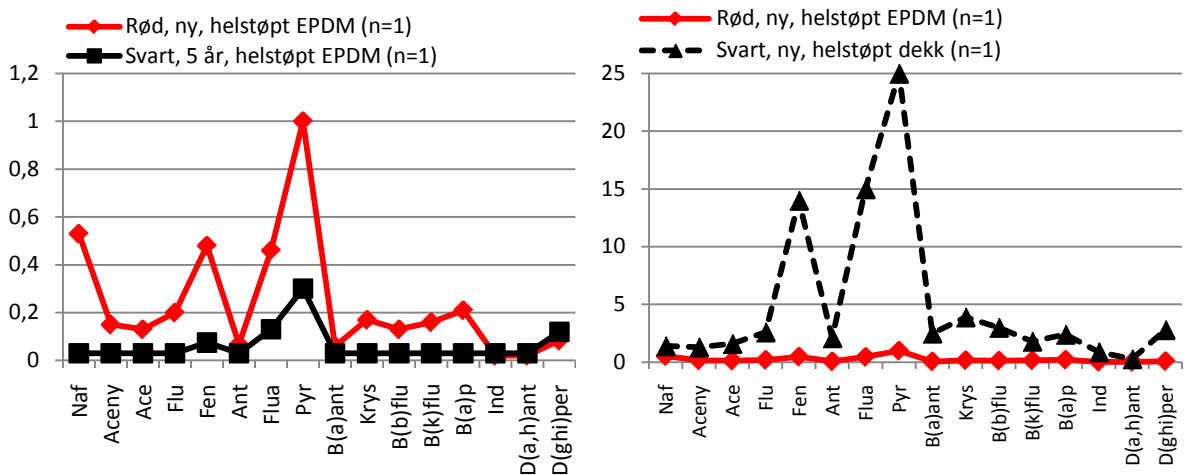 Rød, ny, helstøpt EPDM (n=1)
Svart, 5 år, helstøpt EPDM (n=1)
1,2
1
0,8
0,6
0,4
0,2
0
Naf
Aceny
Ace
Flu
Fen
Ant
Flua
Pyr
B(a)ant
Krys
B(b)flu
B(k)flu
B(a)p
Ind
D(a,h)ant
D(ghi)per
Rød, ny, helstøpt EPDM (n=1)
Svart, ny, helstøpt dekk (n=1)
25
20
15
10
5
0
Naf
Aceny
Ace
Flu
Fen
Ant
Flua
Pyr
B(a)ant
Krys
B(b)flu
B(k)flu
B(a)p
Ind
D(a,h)ant
D(ghi)per